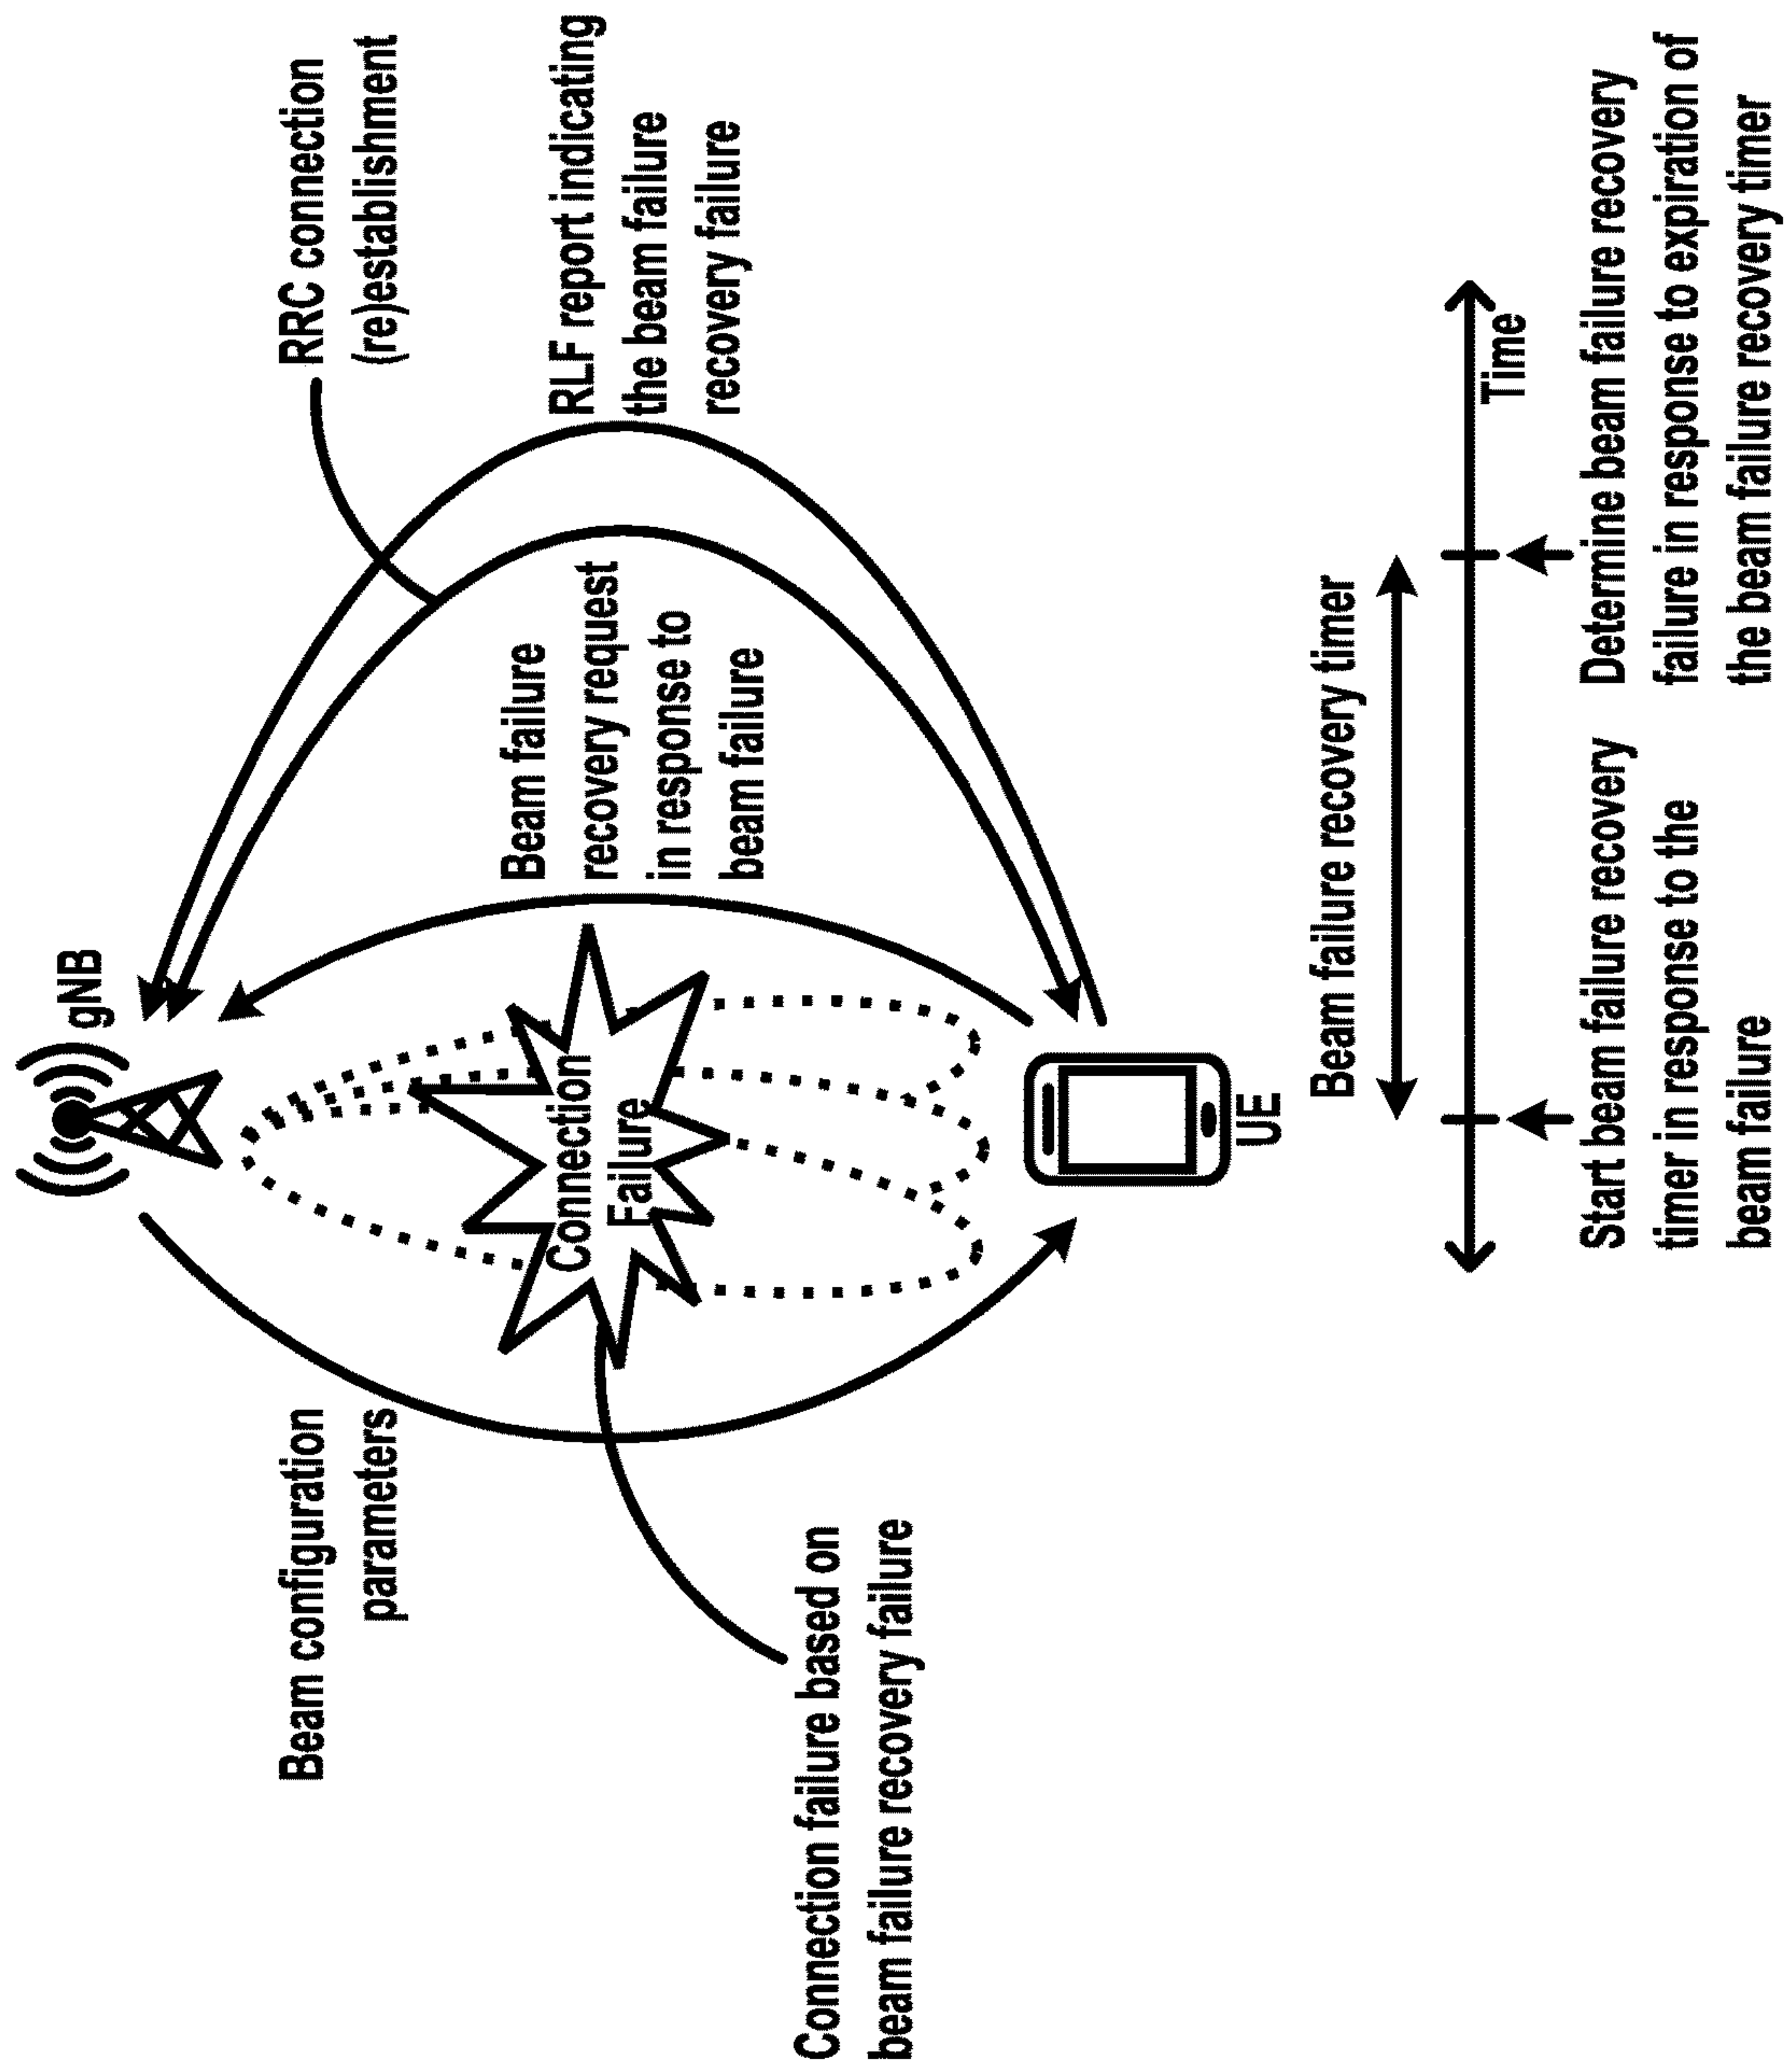 gNB
Beam configuration
parameters
RRC connection
(re)establishment
RLF report indicating
the beam failure
recovery failure
Beam failure
recovery request
in response to
beam failure
Connection
Failure
Connection failure based on
beam failure recovery failure
UE
Beam failure recovery timer
Time
Start beam failure recovery
timer in response to the
beam failure
Determine beam failure recovery
failure in response to expiration of
the beam failure recovery timer